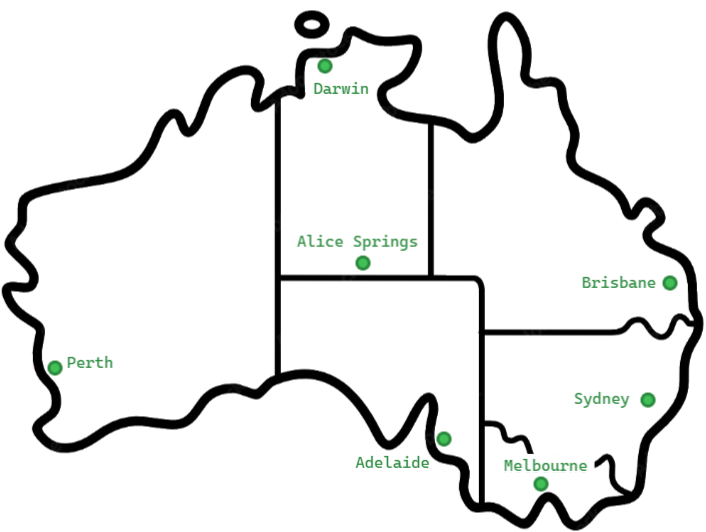 Darwin
Alice Springs
Brisbane
Perth
Sydney
Adelaide
Melbourne